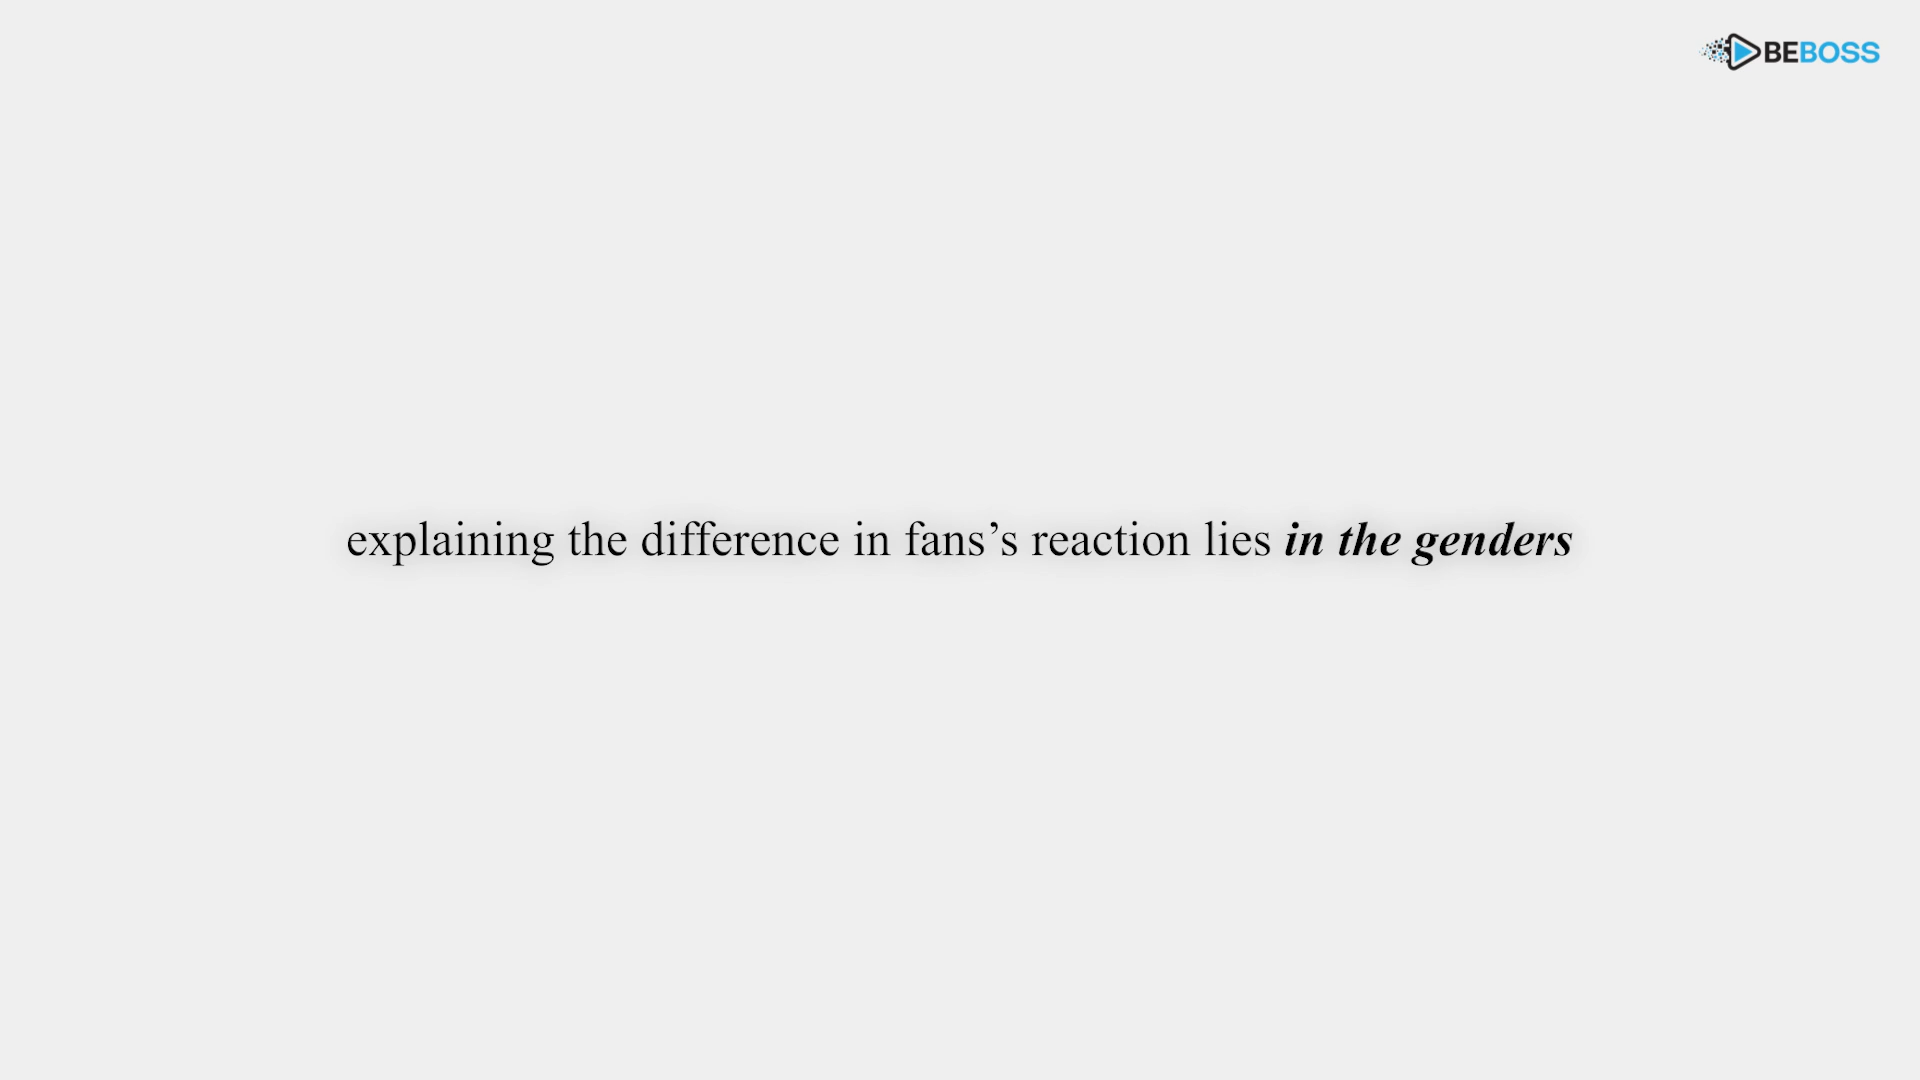 BEBOSS
explaining the difference in fans’s reaction lies in the genders